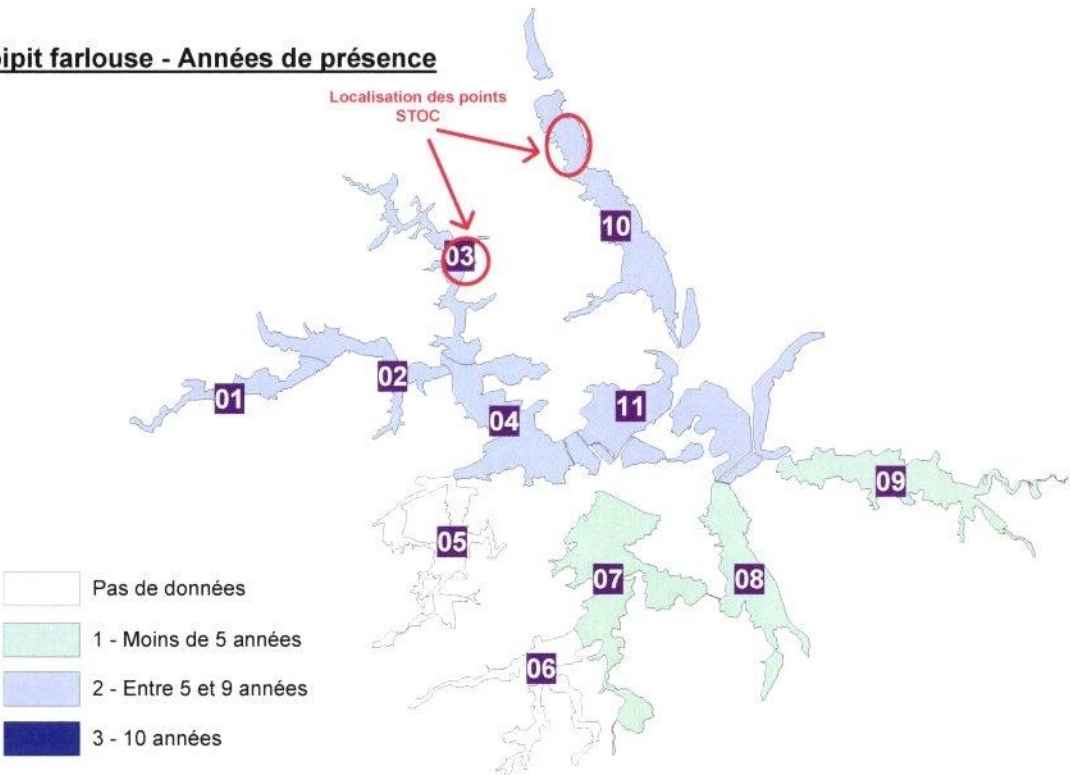 pipit farlouse - Années de présence
Localisation des points
STOC
10
03
02
01
11
04
09
05
07
08
06
Pas de données
1 - Moins de 5 années
2 - Entre 5 et 9 années
3 - 10 années